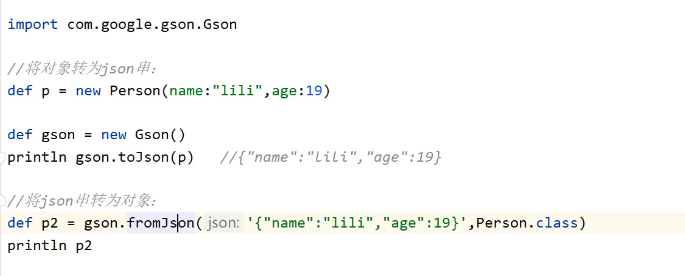 import com.google.gson.Gson
//将对象转为json串：
def p = new Person(name:"lili",age:19)
def gson = new Gson()
println gson.toJson(p)   //{"name":"lili","age":19}
//将json串转为对象：
def p2 = gson.fromJson( json: '{"name":"lili","age":19}',Person.class)
println p2